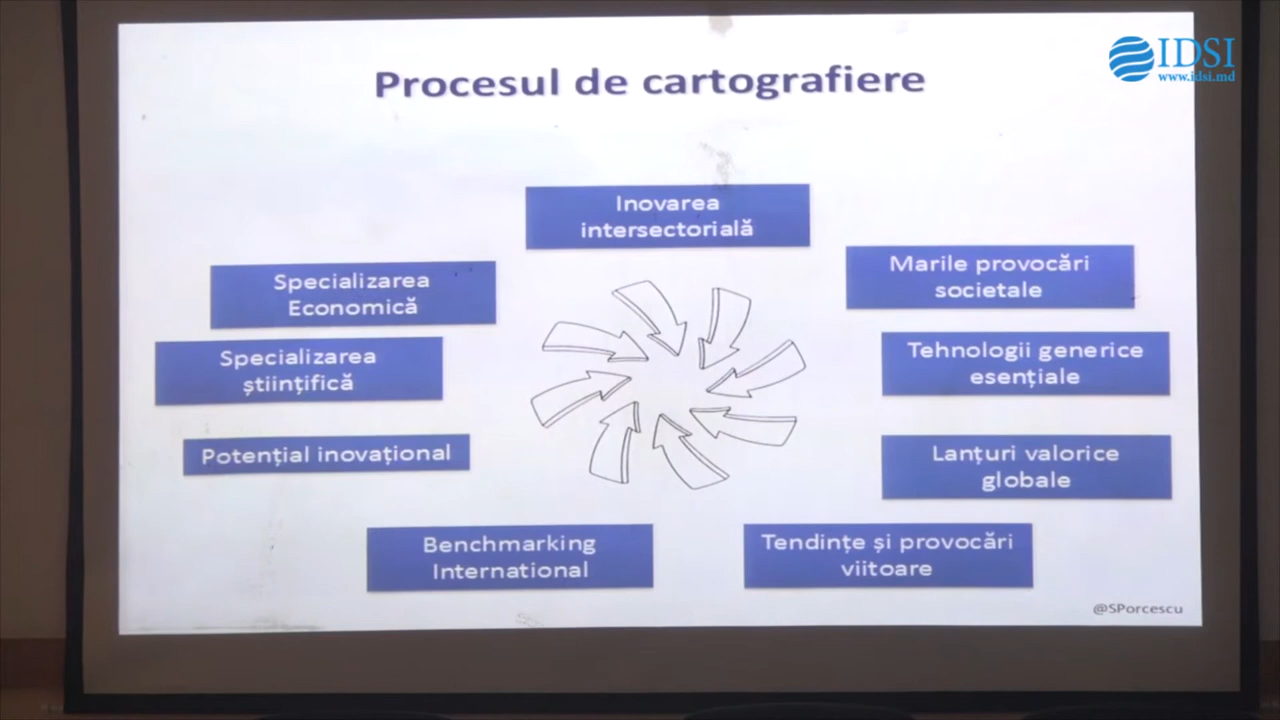 IDSI
www.idsi.md
Procesul de cartografiere
Inovarea
intersectorială
Marile provocări
societale
Specializarea
Economică
Tehnologii generice
esențiale
Specializarea
științifică
Potențial inovațional
Lanțuri valorice
globale
Benchmarking
International
Tendințe și provocări
viitoare
@SPorcescu